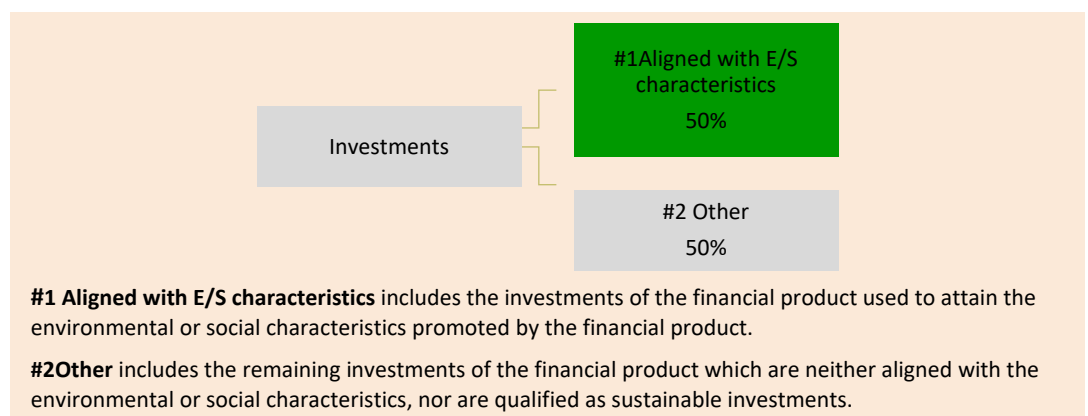 #1Aligned with E/S
characteristics
50%
Investments
#2 Other
50%
#1 Aligned with E/S characteristics includes the investments of the financial product used to attain the
environmental or social characteristics promoted by the financial product.
#2Other includes the remaining investments of the financial product which are neither aligned with the
environmental or social characteristics, nor are qualified as sustainable investments.